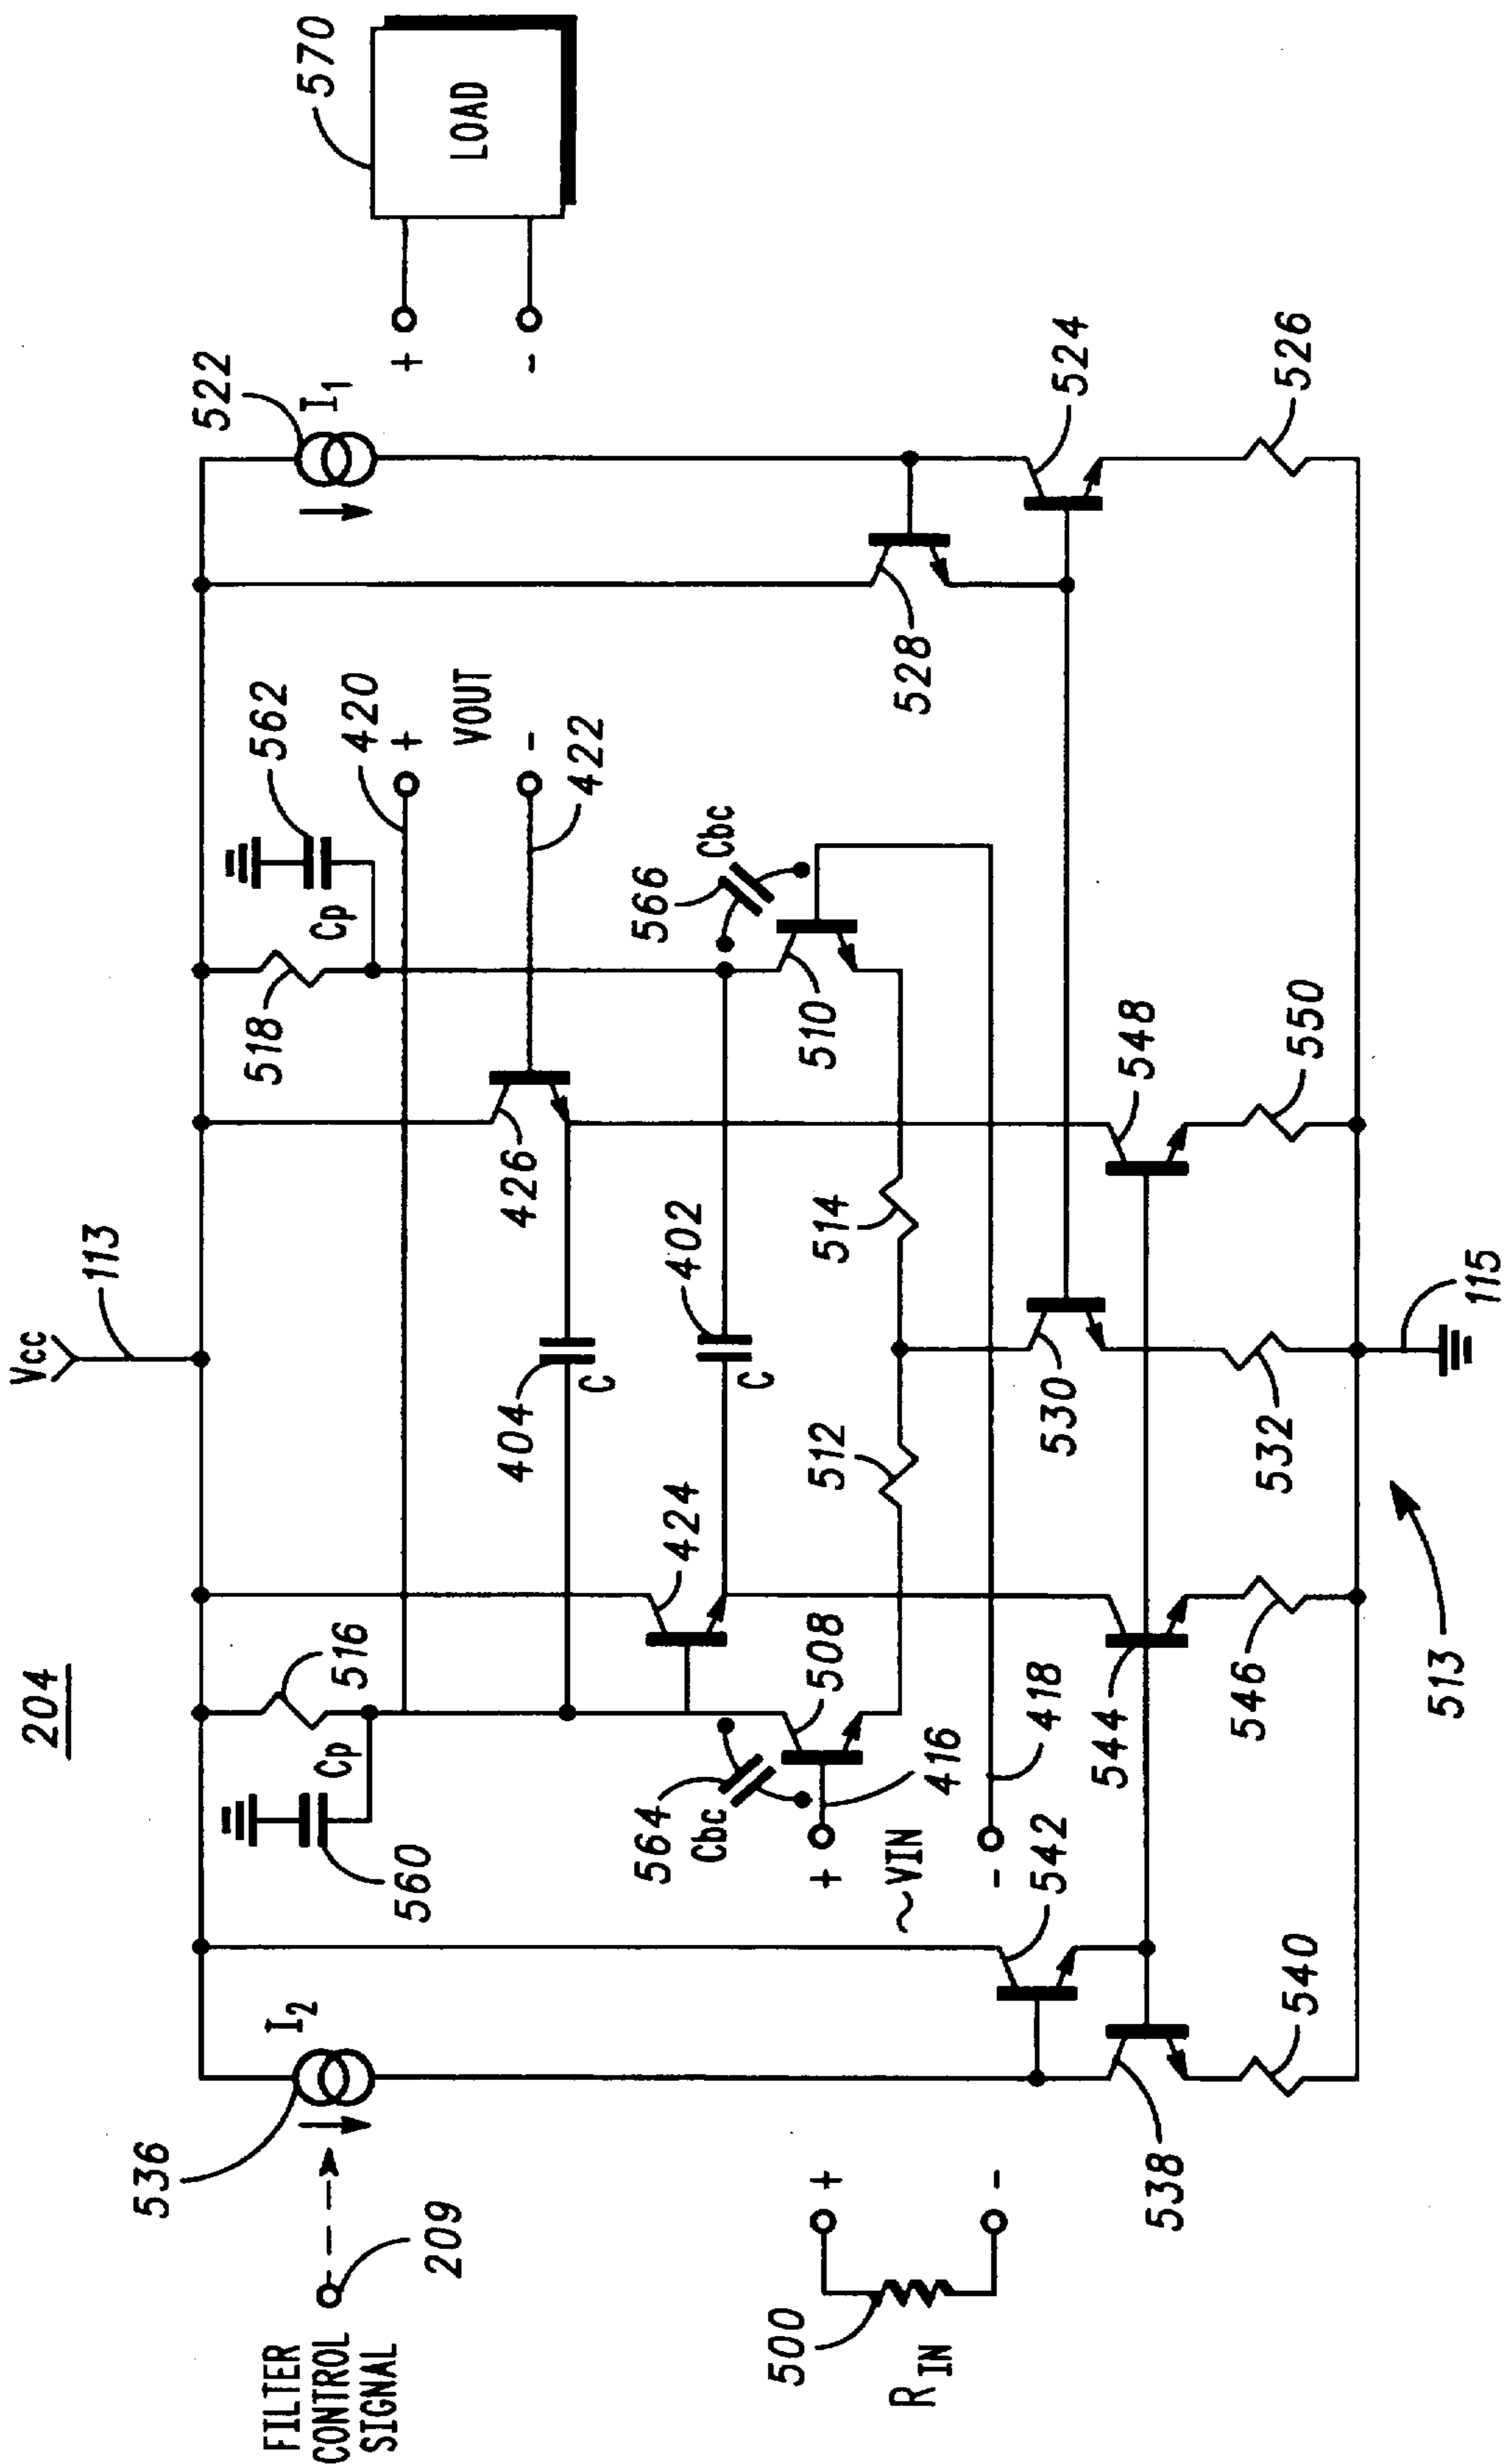 204
Vcc
113
FILTER
CONTROL
SIGNAL
209
536
I2
560
Cp
516
518
Cp
562
420
+
VOUT
-
422
522
I1
+
-
570
LOAD
404
C
426
424
402
C
564
Cbc
508
566
Cbc
510
528
524
500
RIN
+
-
+
~VIN
-
416
418
512
514
542
538
540
544
546
530
532
548
550
526
513
115